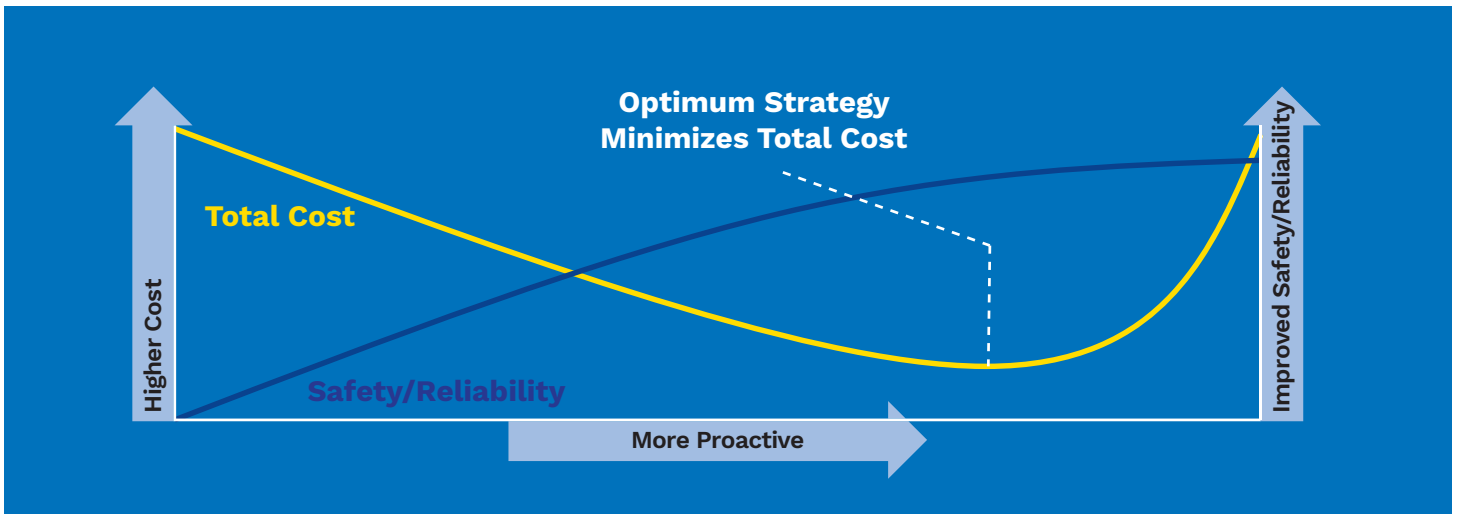 Optimum Strategy
Minimizes Total Cost
Total Cost
Higher Cost
Improved Safety/Reliability
Safety/Reliability
More Proactive